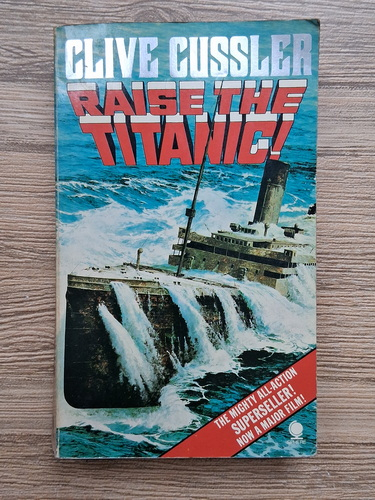 CLIVE CUSSLER
RAISE THE
TITANIC!
THE MIGHTY ALL-ACTION
SUPERSELLER!
NOW A MAJOR FILM!